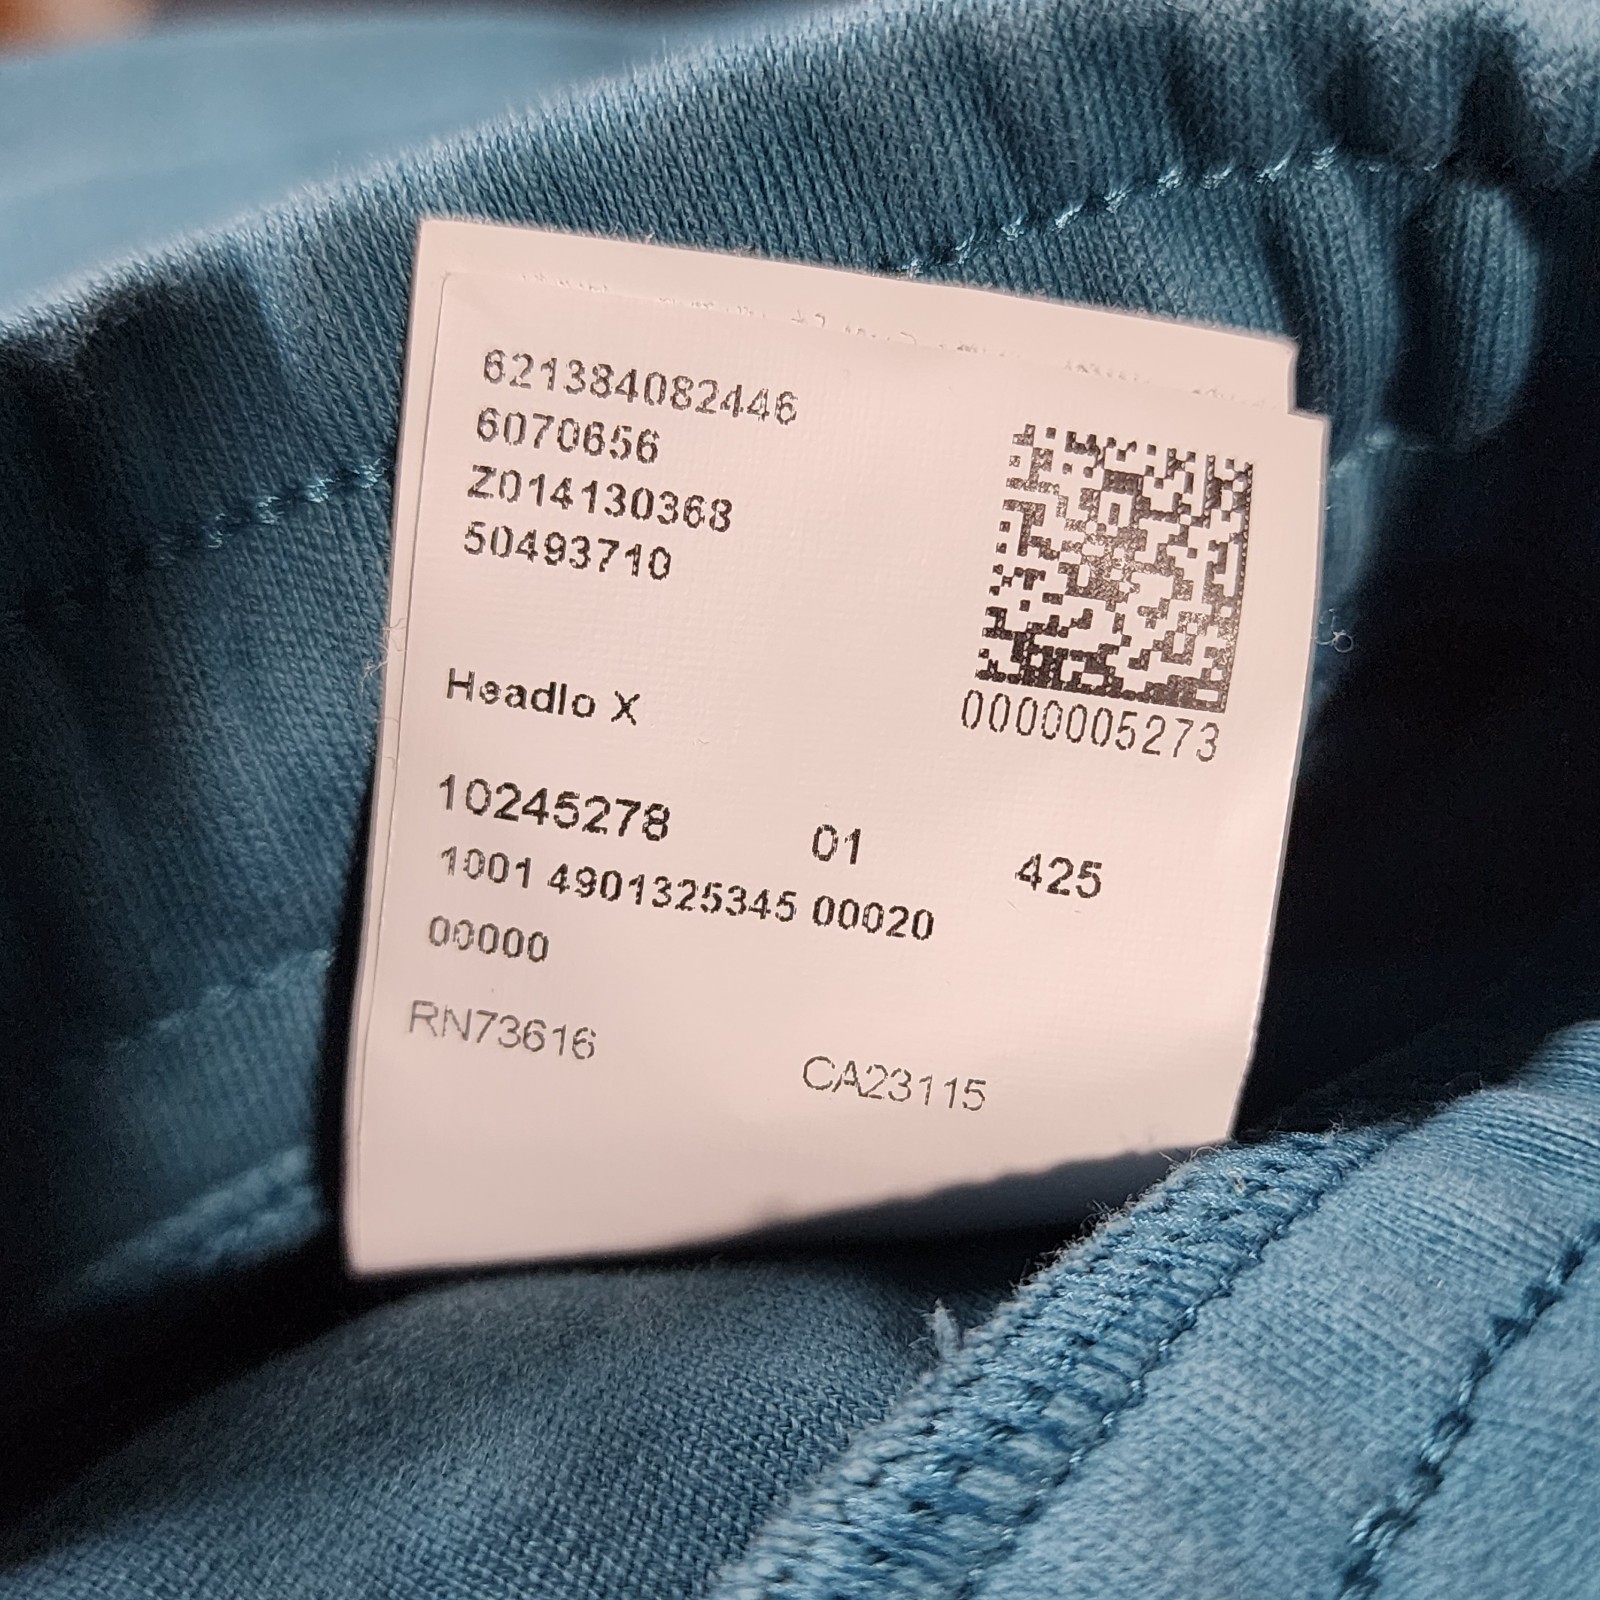 621384082446
6070656
Z014130368
50493710
0000005273
Headlo X
10245278 01 425
1001 4901325345 00020
00000
RN73616 CA23115